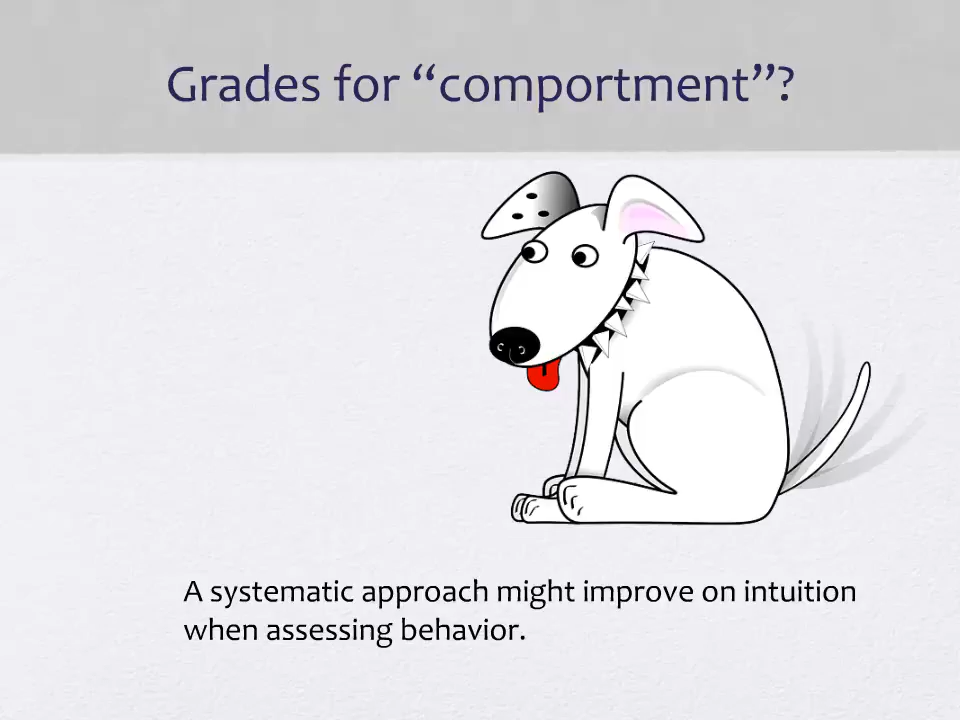 Grades for “comportment”?
A systematic approach might improve on intuition
when assessing behavior.